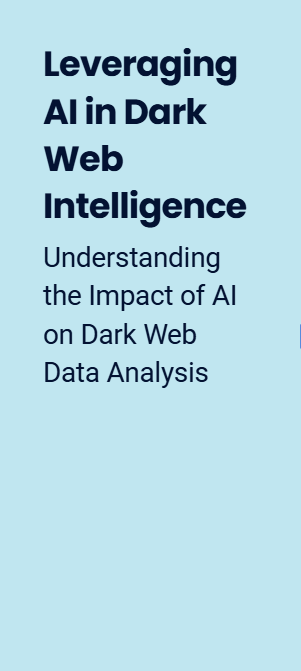 Leveraging
AI in Dark
Web
Intelligence
Understanding
the Impact of AI
on Dark Web
Data Analysis